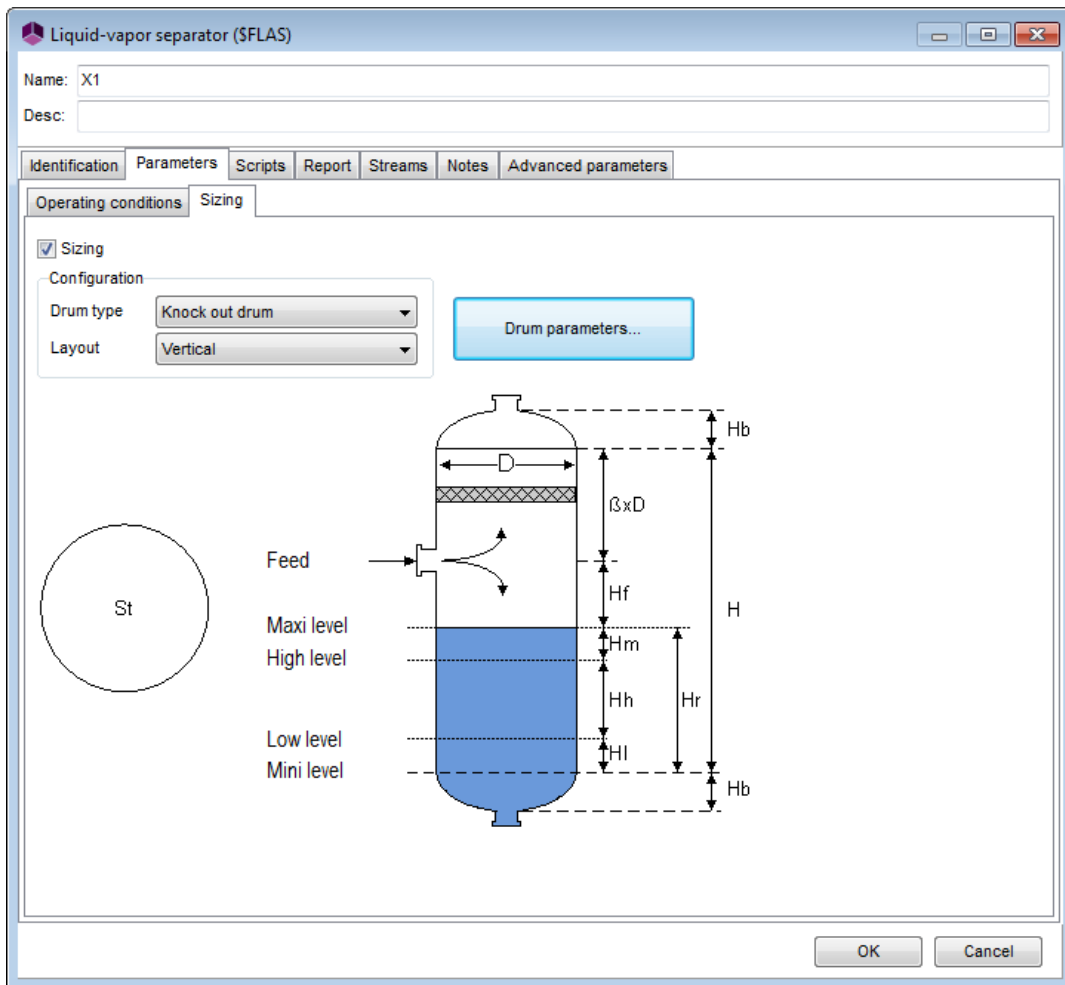 Liquid-vapor separator ($FLAS)
Name: X1
Desc:
Identification Parameters Scripts Report Streams Notes Advanced parameters
Operating conditions Sizing
Sizing
Configuration
Drum type Knock out drum
Layout Vertical
Drum parameters...
Hb
D
ßxD
Feed
Hf
H
St
Maxi level
Hm
High level
Hh
Hr
Low level
Hl
Mini level
Hb
OK Cancel